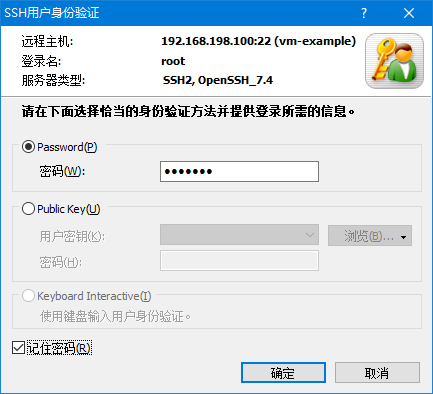 SSH用户身份验证
远程主机: 192.168.198.100:22 (vm-example)
登录名: root
服务器类型: SSH2, OpenSSH_7.4
请在下面选择恰当的身份验证方法并提供登录所需的信息。
Password(P)
密码(W): •••••••
Public Key(U)
用户密钥(K): 浏览(B)...
密码(H):
Keyboard Interactive(I)
使用键盘输入用户身份验证。
记住密码(R)
确定 取消